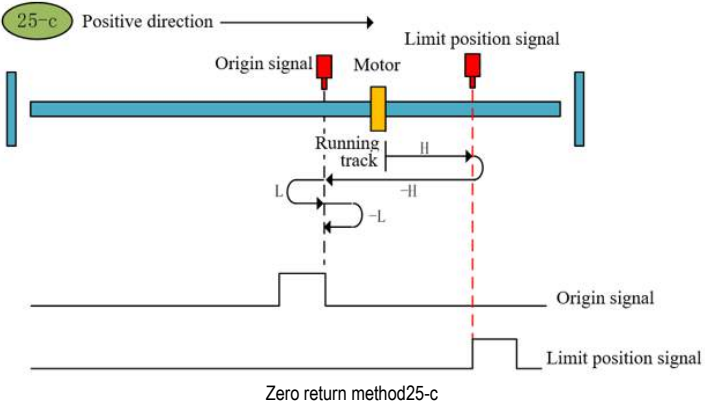 25-c
Positive direction
Limit position signal
Origin signal
Motor
Running
track
H
-H
L
-L
Origin signal
Limit position signal
Zero return method25-c